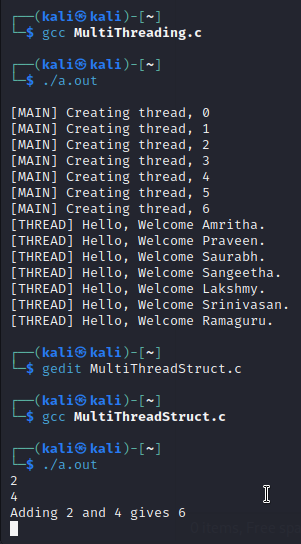 ┌──(kali㉿kali)-[~]
└─$ gcc MultiThreading.c
┌──(kali㉿kali)-[~]
└─$ ./a.out
[MAIN] Creating thread, 0
[MAIN] Creating thread, 1
[MAIN] Creating thread, 2
[MAIN] Creating thread, 3
[MAIN] Creating thread, 4
[MAIN] Creating thread, 5
[MAIN] Creating thread, 6
[THREAD] Hello, Welcome Amritha.
[THREAD] Hello, Welcome Praveen.
[THREAD] Hello, Welcome Saurabh.
[THREAD] Hello, Welcome Sangeetha.
[THREAD] Hello, Welcome Lakshmy.
[THREAD] Hello, Welcome Srinivasan.
[THREAD] Hello, Welcome Ramaguru.
┌──(kali㉿kali)-[~]
└─$ gedit MultiThreadStruct.c
┌──(kali㉿kali)-[~]
└─$ gcc MultiThreadStruct.c
┌──(kali㉿kali)-[~]
└─$ ./a.out
2
4
Adding 2 and 4 gives 6